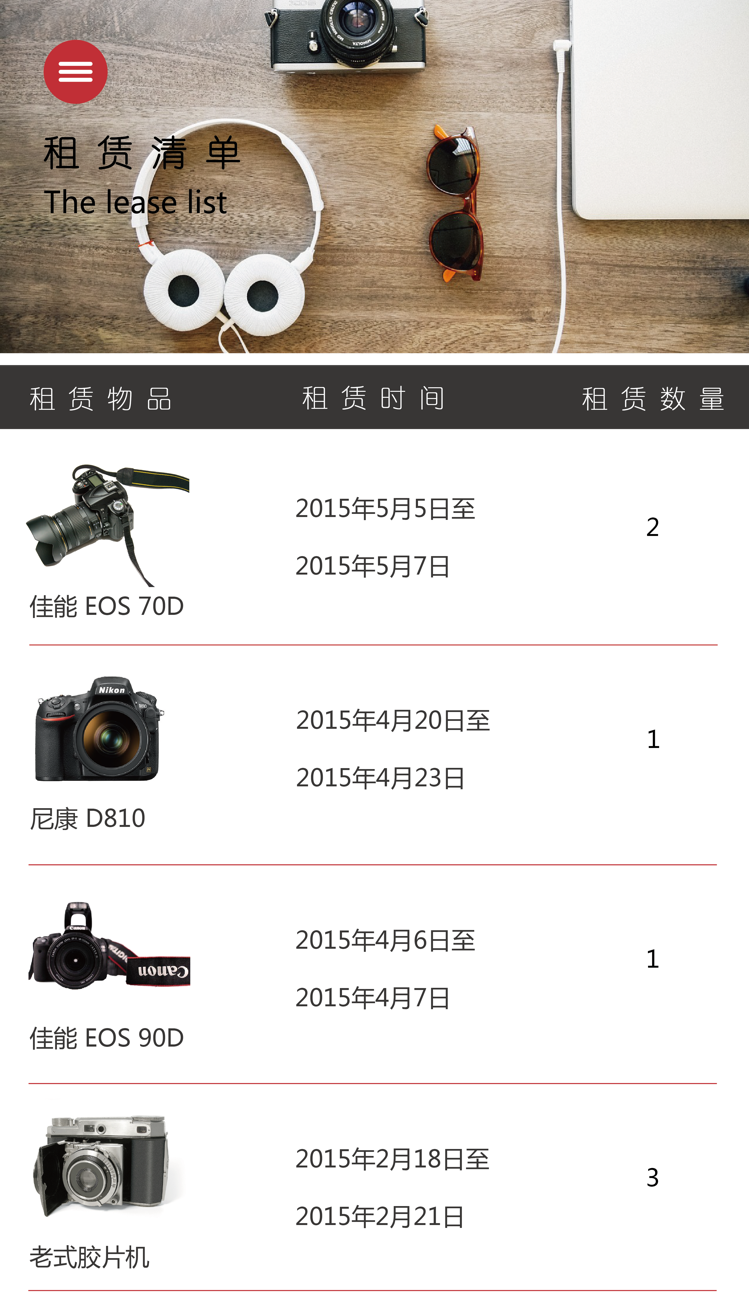 租赁清单
The lease list
租赁物品 租赁时间 租赁数量
2015年5月5日至
2
2015年5月7日
佳能 EOS 70D
Nikon
2015年4月20日至
1
2015年4月23日
尼康 D810
2015年4月6日至
1
Canon
2015年4月7日
佳能 EOS 90D
2015年2月18日至
3
2015年2月21日
老式胶片机